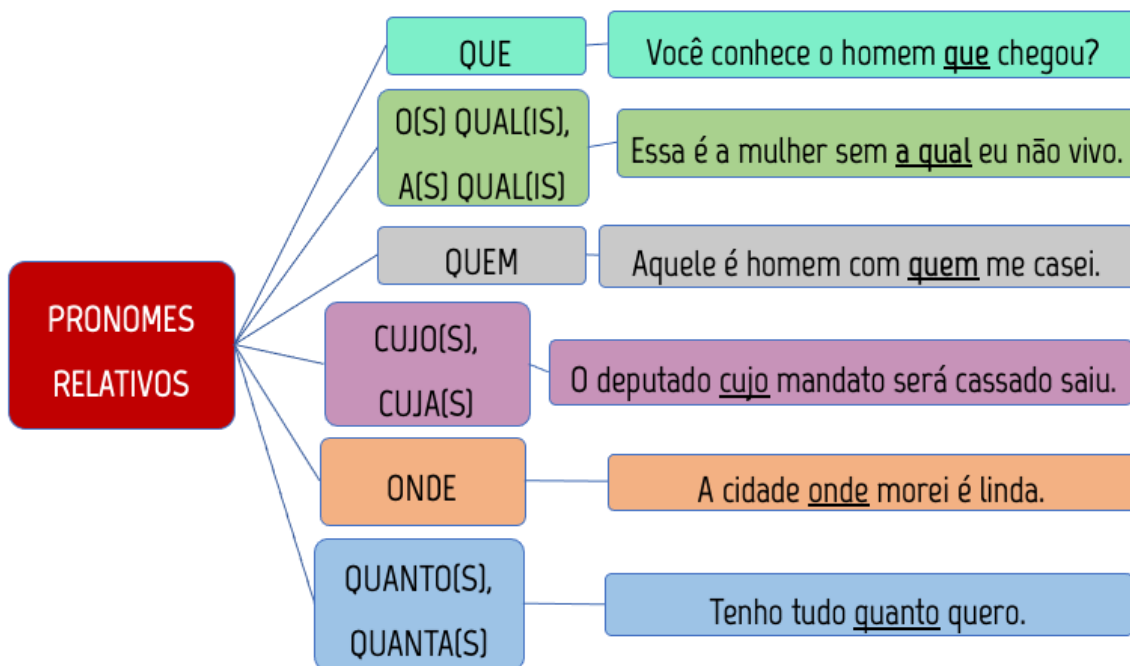 QUE
Você conhece o homem que chegou?
O(S) QUAL(IS),
A(S) QUAL(IS)
Essa é a mulher sem a qual eu não vivo.
QUEM
Aquele é homem com quem me casei.
PRONOMES
RELATIVOS
CUJO(S),
CUJA(S)
O deputado cujo mandato será cassado saiu.
ONDE
A cidade onde morei é linda.
QUANTO(S),
QUANTA(S)
Tenho tudo quanto quero.